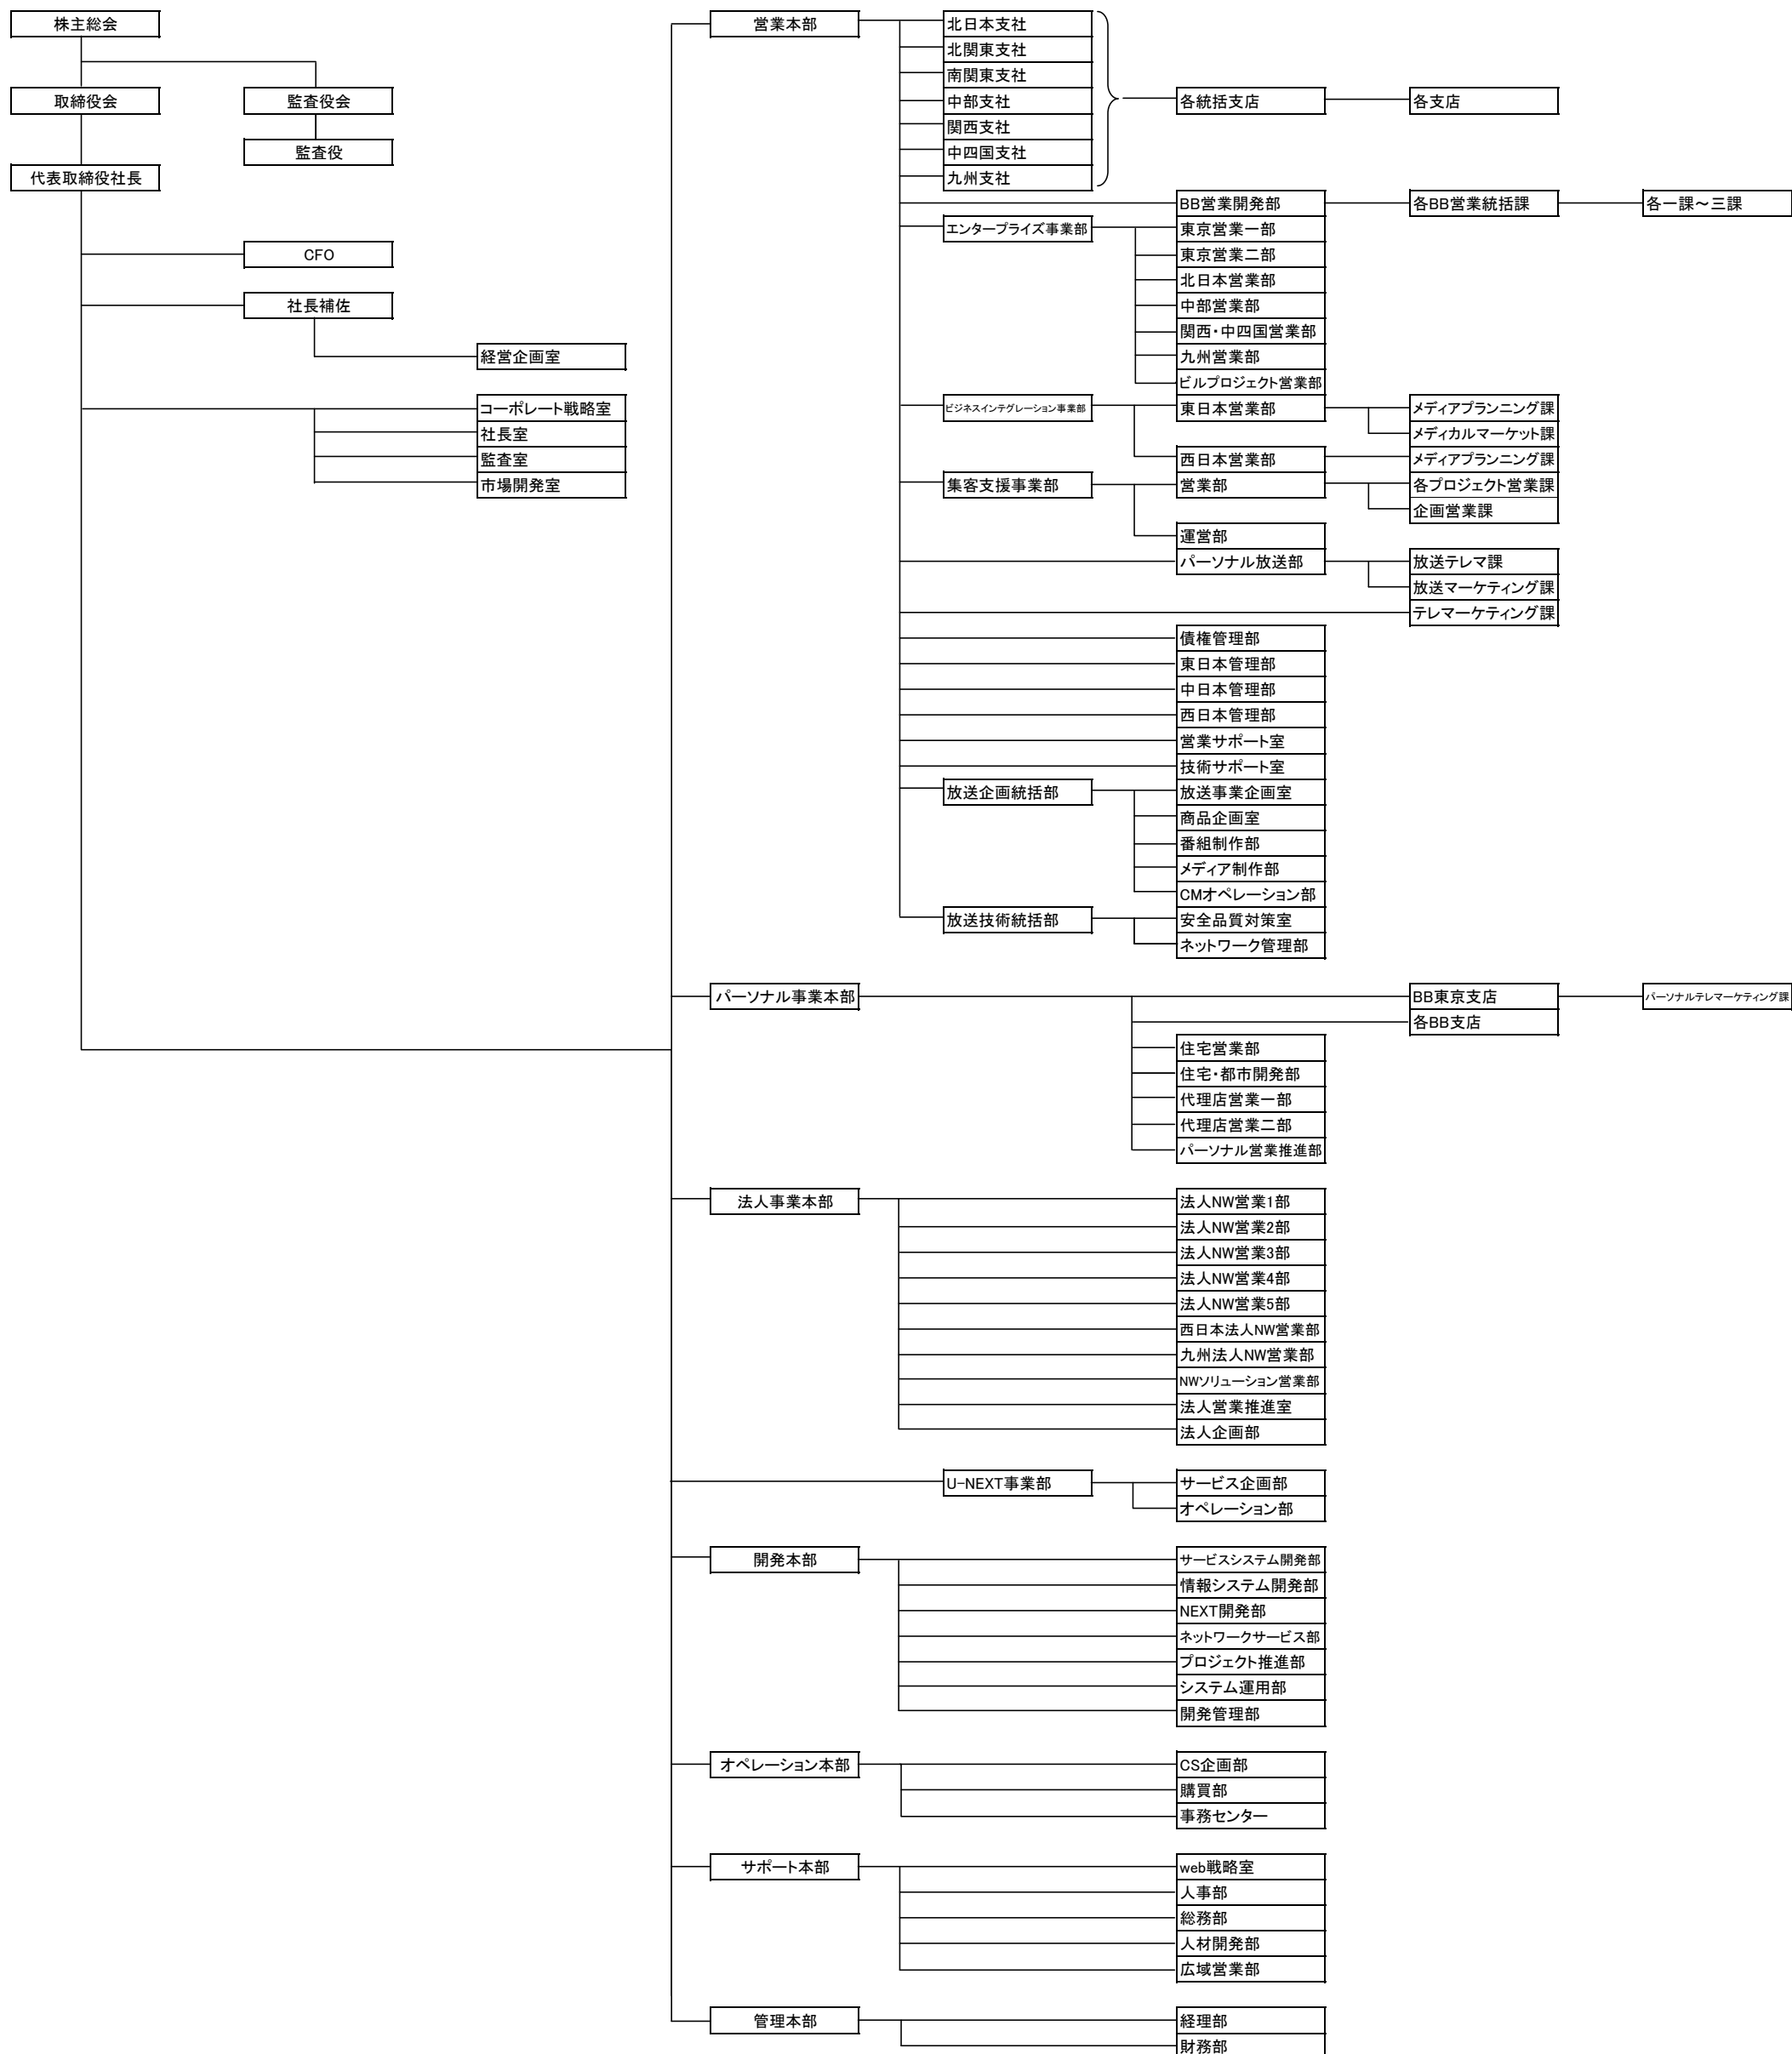 株主総会
取締役会
監査役会
監査役
代表取締役社長
CFO
社長補佐
経営企画室
コーポレート戦略室
社長室
監査室
市場開発室
営業本部
北日本支社
北関東支社
南関東支社
中部支社
関西支社
中四国支社
九州支社
各統括支店
各支店
BB営業開発部
各BB営業統括課
各一課～三課
エンタープライズ事業部
東京営業一部
東京営業二部
北日本営業部
中部営業部
関西・中四国営業部
九州営業部
ビルプロジェクト営業部
ビジネスインテグレーション事業部
東日本営業部
メディアプランニング課
メディカルマーケット課
西日本営業部
メディアプランニング課
集客支援事業部
営業部
各プロジェクト営業課
企画営業課
運営部
パーソナル放送部
放送テレマ課
放送マーケティング課
テレマーケティング課
債権管理部
東日本管理部
中日本管理部
西日本管理部
営業サポート室
技術サポート室
放送企画統括部
放送事業企画室
商品企画室
番組制作部
メディア制作部
CMオペレーション部
放送技術統括部
安全品質対策室
ネットワーク管理部
パーソナル事業本部
BB東京支店
パーソナルテレマーケティング課
各BB支店
住宅営業部
住宅・都市開発部
代理店営業一部
代理店営業二部
パーソナル営業推進部
法人事業本部
法人NW営業1部
法人NW営業2部
法人NW営業3部
法人NW営業4部
法人NW営業5部
西日本法人NW営業部
九州法人NW営業部
NWソリューション営業部
法人営業推進室
法人企画部
U-NEXT事業部
サービス企画部
オペレーション部
開発本部
サービスシステム開発部
情報システム開発部
NEXT開発部
ネットワークサービス部
プロジェクト推進部
システム運用部
開発管理部
オペレーション本部
CS企画部
購買部
事務センター
サポート本部
web戦略室
人事部
総務部
人材開発部
広域営業部
管理本部
経理部
財務部